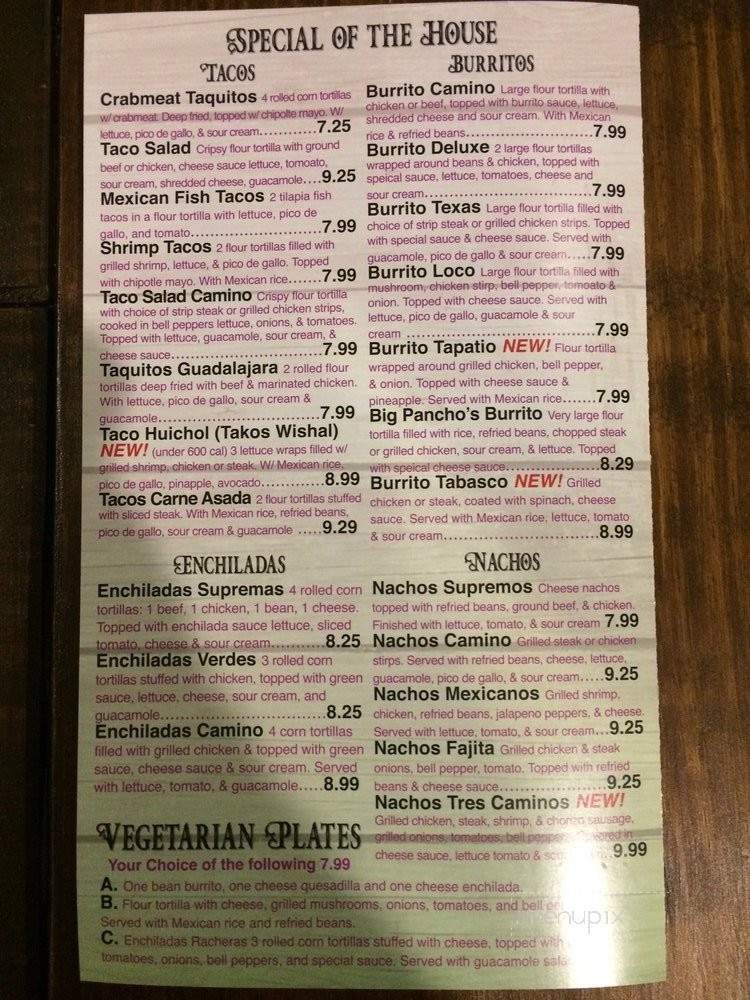 SPECIAL OF THE HOUSE
TACOS
Crabmeat Taquitos 4 rolled corn tortillas
w/ crabmeat. Deep fried, topped w/ chipolte mayo. W/
lettuce, pico de gallo, & sour cream............7.25
Taco Salad Cripsy flour tortilla with ground
beef or chicken, cheese sauce lettuce, tomoato,
sour cream, shredded cheese, guacamole....9.25
Mexican Fish Tacos 2 tilapia fish
tacos in a flour tortilla with lettuce, pico de
gallo, and tomato.......................7.99
Shrimp Tacos 2 flour tortillas filled with
grilled shrimp, lettuce, & pico de gallo. Topped
with chipotle mayo. With Mexican rice......7.99
Taco Salad Camino Crispy flour tortilla
with choice of strip steak or grilled chicken strips,
cooked in bell peppers lettuce, onions, & tomatoes.
Topped with lettuce, guacamole, sour cream, &
cheese sauce..........................7.99
Taquitos Guadalajara 2 rolled flour
tortillas deep fried with beef & marinated chicken.
With lettuce, pico de gallo, sour cream &
guacamole............................7.99
Taco Huichol (Takos Wishal)
NEW! (under 600 cal) 3 lettuce wraps filled w/
grilled shrimp, chicken or steak. W/ Mexican rice,
pico de gallo, pinapple, avocado..........8.99
Tacos Carne Asada 2 flour tortillas stuffed
with sliced steak. With Mexican rice, refried beans,
pico de gallo, sour cream & guacamole .....9.29
BURRITOS
Burrito Camino Large flour tortilla with
chicken or beef, topped with burrito sauce, lettuce,
shredded cheese and sour cream. With Mexican
rice & refried beans...................7.99
Burrito Deluxe 2 large flour tortillas
wrapped around beans & chicken, topped with
speical sauce, lettuce, tomatoes, cheese and
sour cream.........................7.99
Burrito Texas Large flour tortilla filled with
choice of strip steak or grilled chicken strips. Topped
with special sauce & cheese sauce. Served with
guacamole, pico de gallo & sour cream.....7.99
Burrito Loco Large flour tortilla filled with
mushroom, chicken stirp, bell pepper, tomoato &
onion. Topped with cheese sauce. Served with
lettuce, pico de gallo, guacamole & sour
cream ............................7.99
Burrito Tapatio NEW! Flour tortilla
wrapped around grilled chicken, bell pepper,
& onion. Topped with cheese sauce &
pineapple. Served with Mexican rice.......7.99
Big Pancho's Burrito Very large flour
tortilla filled with rice, refried beans, chopped steak
or grilled chicken, sour cream, & lettuce. Topped
with speical cheese sauce..............8.29
Burrito Tabasco NEW! Grilled
chicken or steak, coated with spinach, cheese
sauce. Served with Mexican rice, lettuce, tomato
& sour cream.......................8.99
ENCHILADAS
Enchiladas Supremas 4 rolled corn
tortillas: 1 beef, 1 chicken, 1 bean, 1 cheese.
Topped with enchilada sauce lettuce, sliced
tomato, cheese & sour cream...........8.25
Enchiladas Verdes 3 rolled corn
tortillas stuffed with chicken, topped with green
sauce, lettuce, cheese, sour cream, and
guacamole..........................8.25
Enchiladas Camino 4 corn tortillas
filled with grilled chicken & topped with green
sauce, cheese sauce & sour cream. Served
with lettuce, tomato, & guacamole.....8.99
NACHOS
Nachos Supremos Cheese nachos
topped with refried beans, ground beef, & chicken.
Finished with lettuce, tomato, & sour cream 7.99
Nachos Camino Grilled steak or chicken
stirps. Served with refried beans, cheese, lettuce,
guacamole, pico de gallo, & sour cream.....9.25
Nachos Mexicanos Grilled shrimp,
chicken, refried beans, jalapeno peppers, & cheese.
Served with lettuce, tomato, & sour cream...9.25
Nachos Fajita Grilled chicken & steak
onions, bell pepper, tomato. Topped with refried
beans & cheese sauce................9.25
Nachos Tres Caminos NEW!
Grilled chicken, steak, shrimp, & chorizo sausage,
grilled onions, tomatoes, bell pepper. Covered in
cheese sauce, lettuce tomato & ...9.99
VEGETARIAN PLATES
Your Choice of the following 7.99
A. One bean burrito, one cheese quesadilla and one cheese enchilada.
B. Flour tortilla with cheese, grilled mushrooms, onions, tomatoes, and bell
Served with Mexican rice and refried beans.
C. Enchiladas Racheras 3 rolled corn tortillas stuffed with cheese, topped with
tomatoes, onions, bell peppers, and special sauce. Served with guacamole
menupix